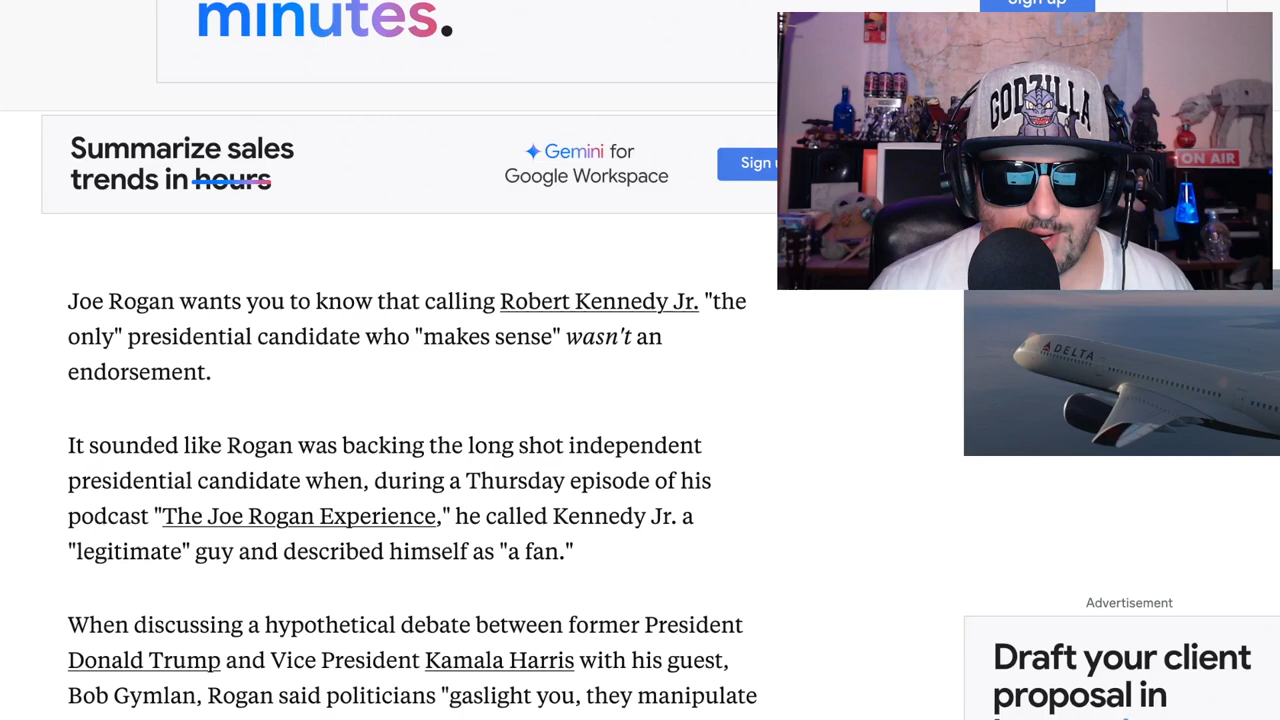 minutes.
Sign up
Summarize sales
trends in hours
Gemini for
Google Workspace
Sign u
GODZILLA
ON AIR
Joe Rogan wants you to know that calling Robert Kennedy Jr. "the
only" presidential candidate who "makes sense" wasn't an
endorsement.
DELTA
It sounded like Rogan was backing the long shot independent
presidential candidate when, during a Thursday episode of his
podcast "The Joe Rogan Experience," he called Kennedy Jr. a
"legitimate" guy and described himself as "a fan."
When discussing a hypothetical debate between former President
Donald Trump and Vice President Kamala Harris with his guest,
Bob Gymlan, Rogan said politicians "gaslight you, they manipulate
Advertisement
Draft your client
proposal in